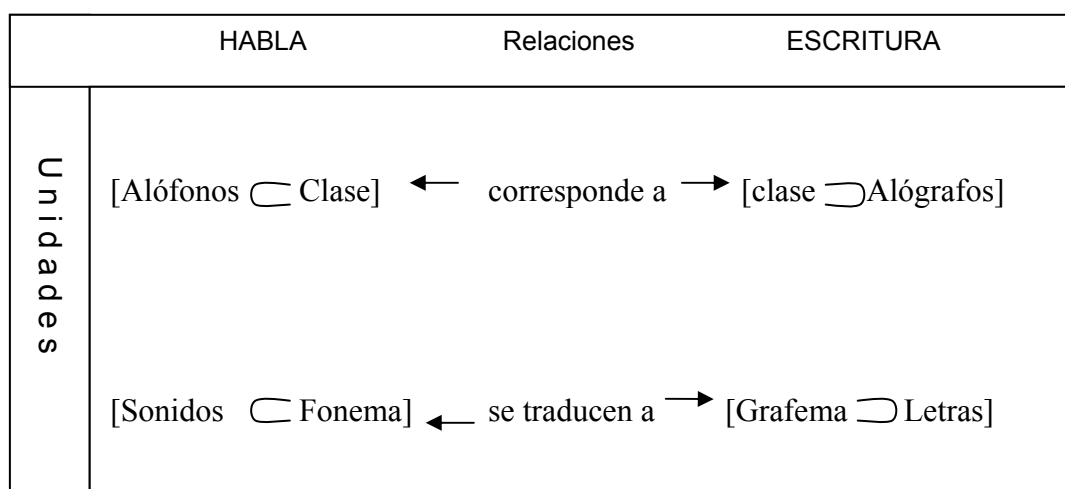 HABLA Relaciones ESCRITURA
Unidades
[Alófonos ⊂ Clase] ← corresponde a → [clase ⊃ Alógrafos]
[Sonidos ⊂ Fonema] ← se traducen a → [Grafema ⊃ Letras]